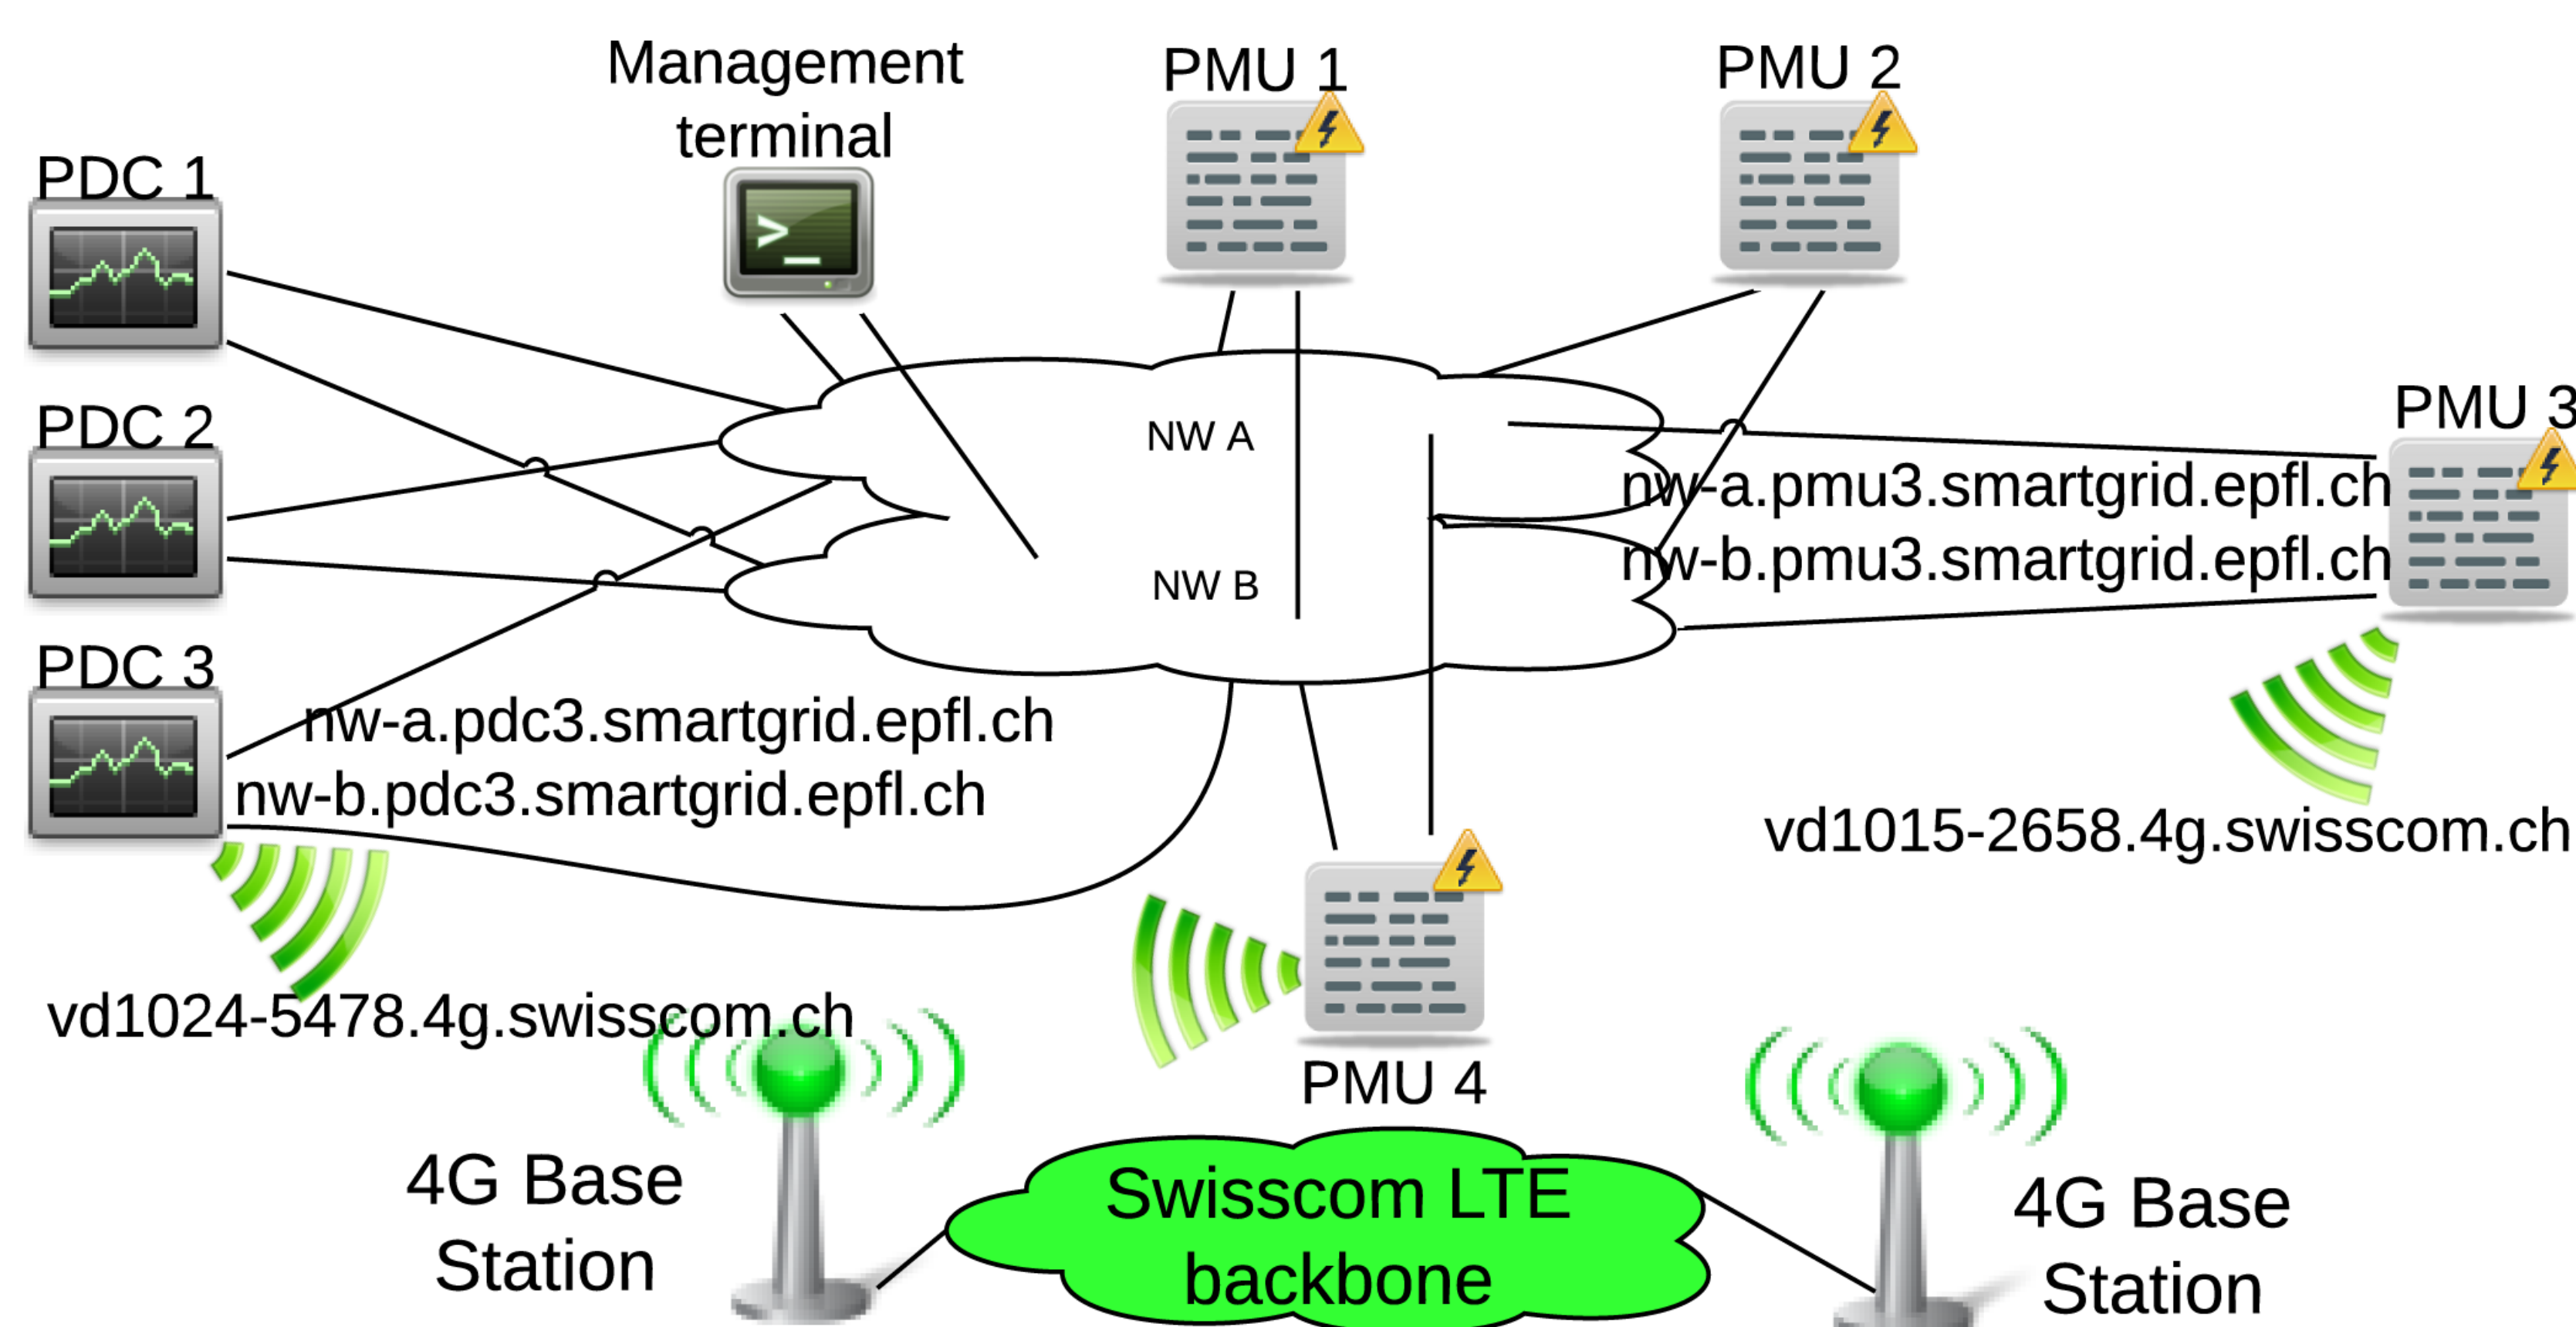 Management
terminal
PMU 1
PMU 2
PDC 1
PDC 2
PMU 3
NW A
nw-a.pmu3.smartgrid.epfl.ch
nw-b.pmu3.smartgrid.epfl.ch
NW B
PDC 3
nw-a.pdc3.smartgrid.epfl.ch
nw-b.pdc3.smartgrid.epfl.ch
vd1015-2658.4g.swisscom.ch
vd1024-5478.4g.swisscom.ch
PMU 4
4G Base
Station
Swisscom LTE
backbone
4G Base
Station
>_